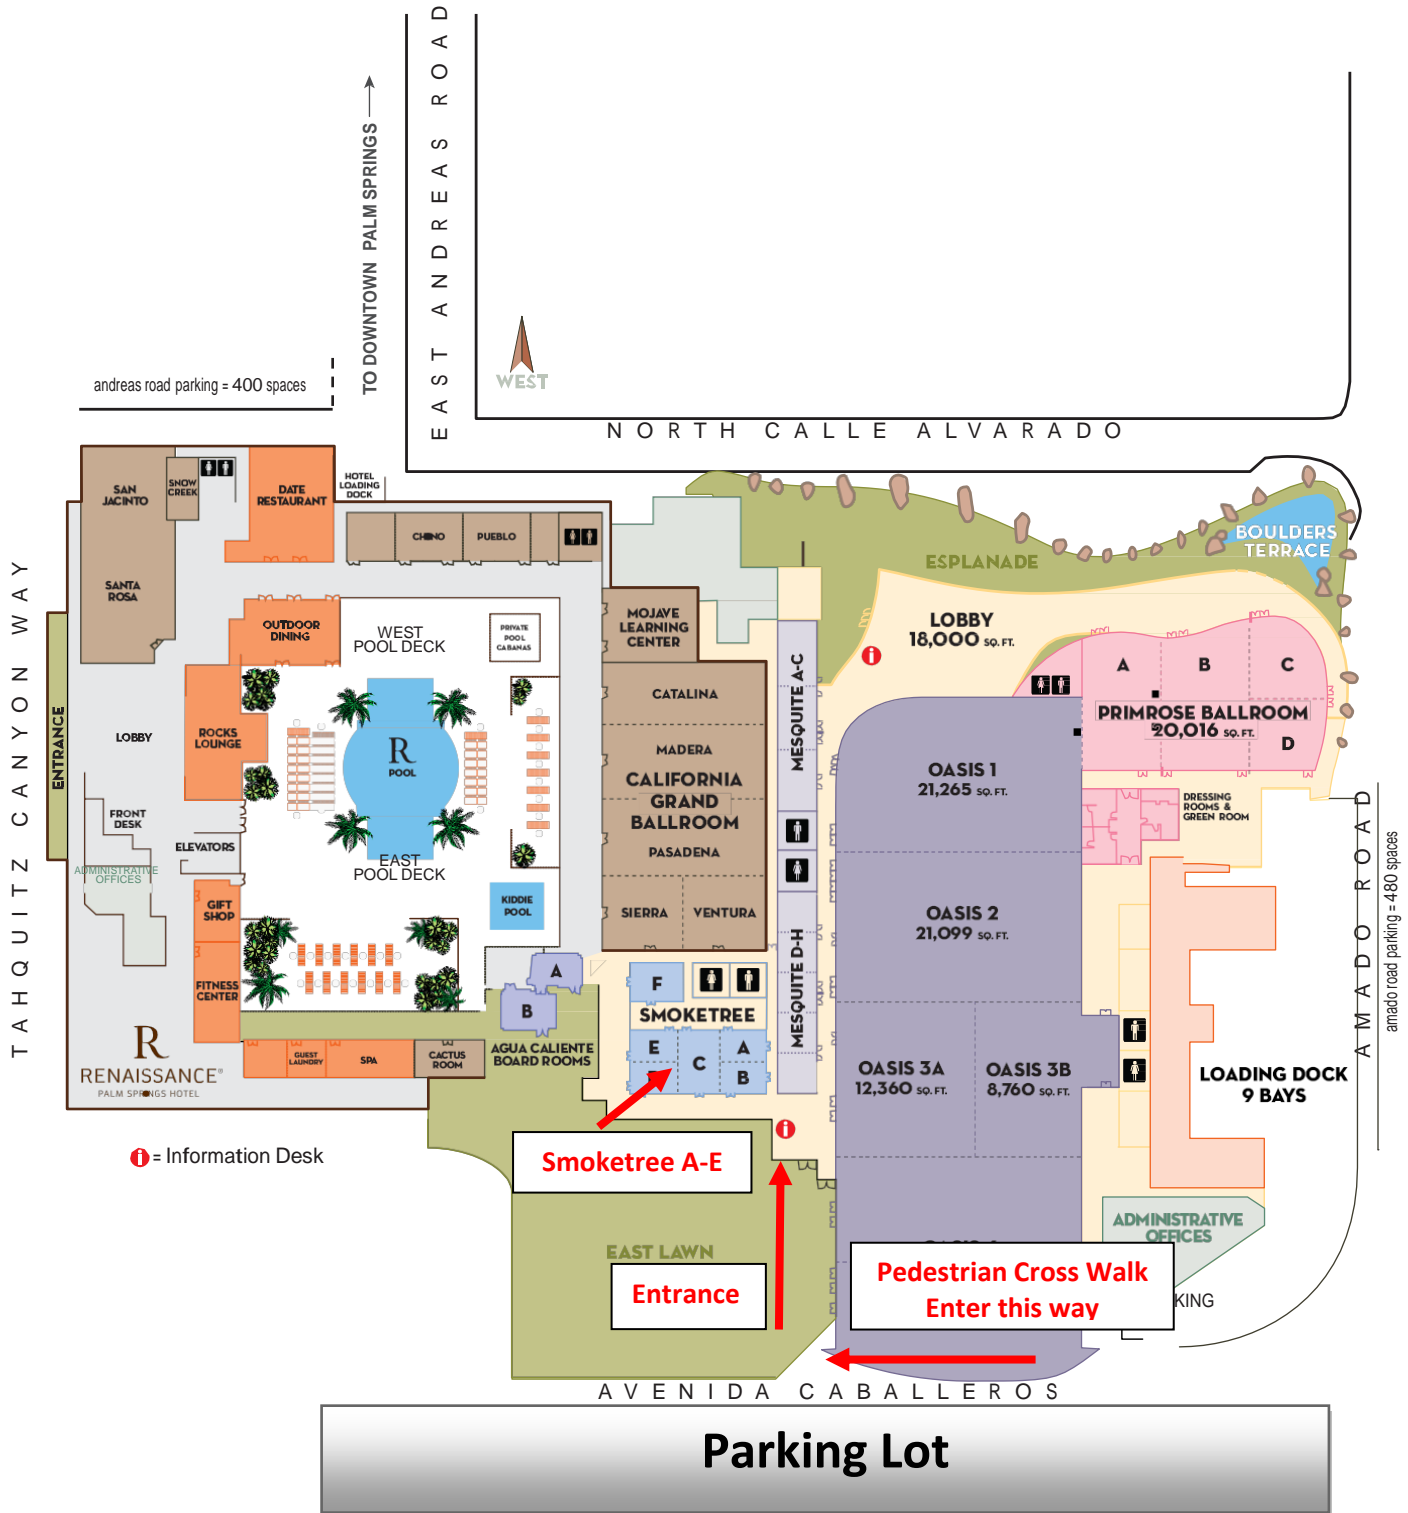 EAST ANDREAS ROAD
TO DOWNTOWN PALM SPRINGS
WEST
andreas road parking = 400 spaces
NORTH CALLE ALVARADO
SAN
JACINTO
SNOW
CREEK
DATE
RESTAURANT
HOTEL
LOADING
DOCK
CHINO
PUEBLO
SANTA
ROSA
OUTDOOR
DINING
WEST
POOL DECK
PRIVATE
POOL
CABANAS
MOJAVE
LEARNING
CENTER
ESPLANADE
BOULDERS
TERRACE
LOBBY
18,000 SQ. FT.
TAHQUITZ CANYON WAY
ENTRANCE
LOBBY
ROCKS
LOUNGE
R
POOL
CATALINA
MADERA
CALIFORNIA
GRAND
BALLROOM
PASADENA
SIERRA
VENTURA
MESQUITE A-C
MESQUITE D-H
A
B
C
D
PRIMROSE BALLROOM
20,016 SQ. FT.
OASIS 1
21,265 SQ. FT.
DRESSING
ROOMS &
GREEN ROOM
FRONT
DESK
ELEVATORS
ADMINISTRATIVE
OFFICES
EAST
POOL DECK
KIDDIE
POOL
GIFT
SHOP
FITNESS
CENTER
OASIS 2
21,099 SQ. FT.
AMADO ROAD
amado road parking = 480 spaces
A
B
F
SMOKETREE
E
C
A
B
AGUA CALIENTE
BOARD ROOMS
GUEST
LAUNDRY
SPA
CACTUS
ROOM
R
RENAISSANCE®
PALM SPRINGS HOTEL
OASIS 3A
12,360 SQ. FT.
OASIS 3B
8,760 SQ. FT.
LOADING DOCK
9 BAYS
i = Information Desk
Smoketree A-E
EAST LAWN
Entrance
ADMINISTRATIVE
OFFICES
Pedestrian Cross Walk
Enter this way
KING
AVENIDA CABALLEROS
Parking Lot